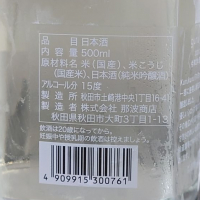 品目 日本酒
内容量 500ml
原材料名 米(国産)、米こうじ
(国産米)、日本酒(純米吟醸酒)
アルコール分 15度
製造所 秋田市土崎港中央1丁目16-41
製造者 株式会社 那波商店
秋田県秋田市大町3丁目1-1
飲酒は20歳になってから。
妊娠中や授乳期の飲酒は控えましょう。
4 909915 300761